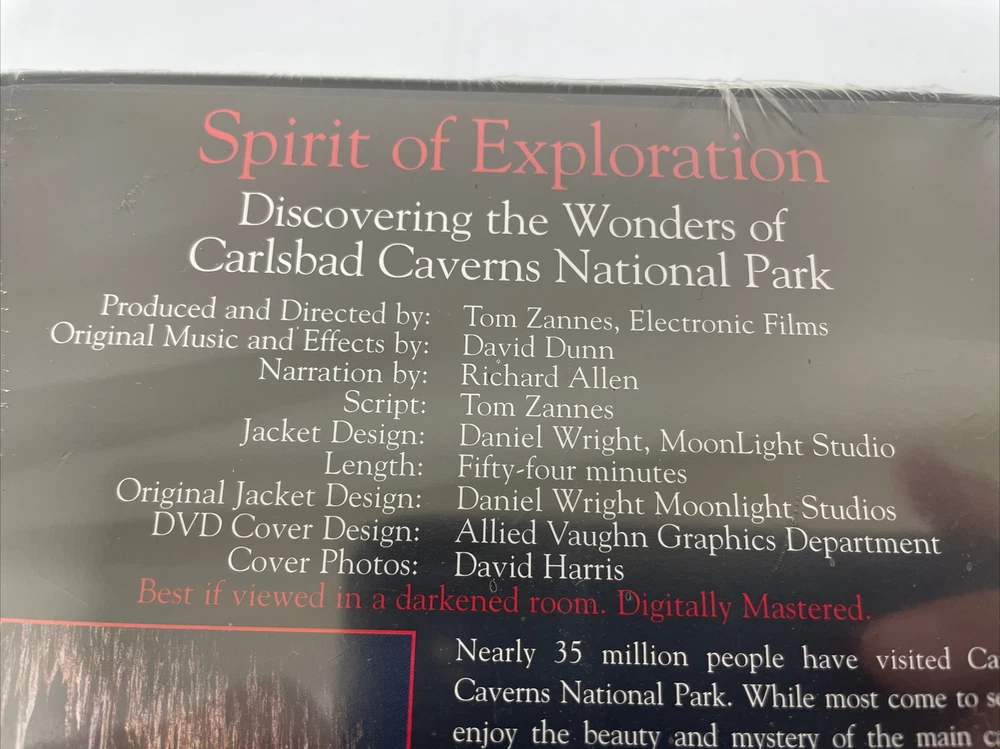 Spirit of Exploration
Discovering the Wonders of
Carlsbad Caverns National Park
Produced and Directed by: Tom Zannes, Electronic Films
Original Music and Effects by: David Dunn
Narration by: Richard Allen
Script: Tom Zannes
Jacket Design: Daniel Wright, MoonLight Studio
Length: Fifty-four minutes
Original Jacket Design: Daniel Wright Moonlight Studios
DVD Cover Design: Allied Vaughn Graphics Department
Cover Photos: David Harris
Best if viewed in a darkened room. Digitally Mastered.
Nearly 35 million people have visited
Caverns National Park. While most come to
enjoy the beauty and mystery of the main